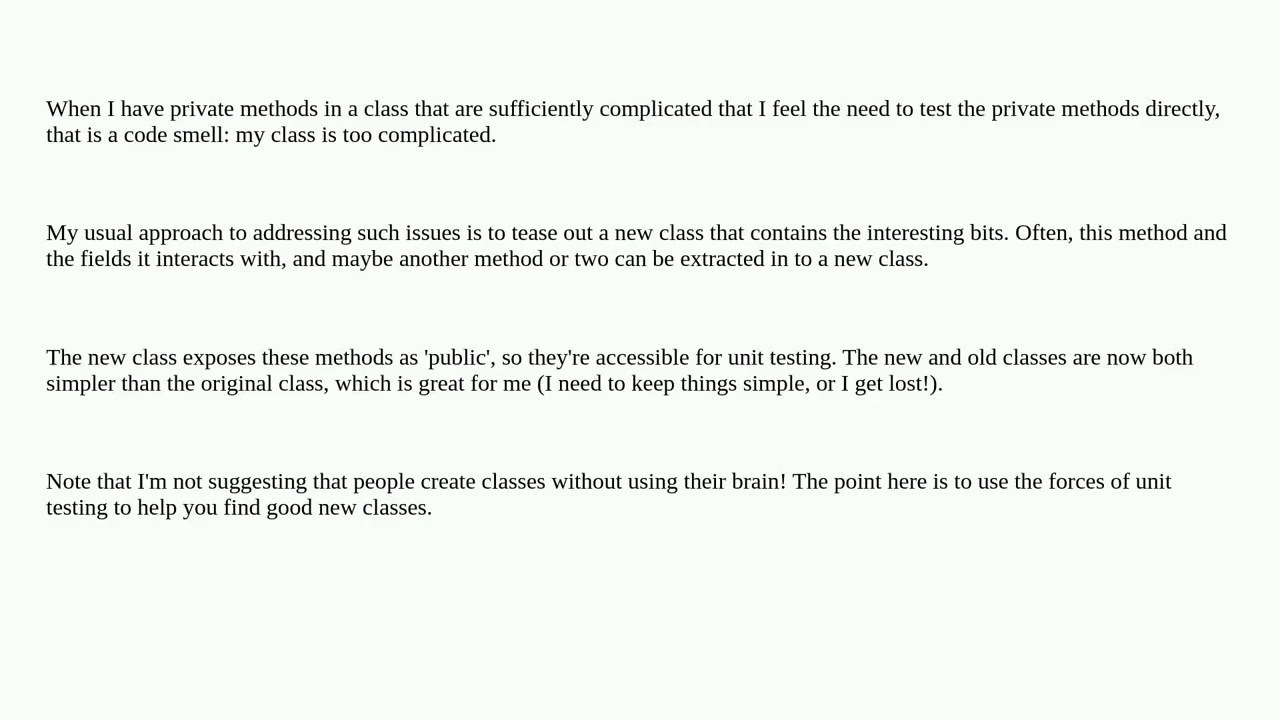 When I have private methods in a class that are sufficiently complicated that I feel the need to test the private methods directly,
that is a code smell: my class is too complicated.
My usual approach to addressing such issues is to tease out a new class that contains the interesting bits. Often, this method and
the fields it interacts with, and maybe another method or two can be extracted in to a new class.
The new class exposes these methods as 'public', so they're accessible for unit testing. The new and old classes are now both
simpler than the original class, which is great for me (I need to keep things simple, or I get lost!).
Note that I'm not suggesting that people create classes without using their brain! The point here is to use the forces of unit
testing to help you find good new classes.